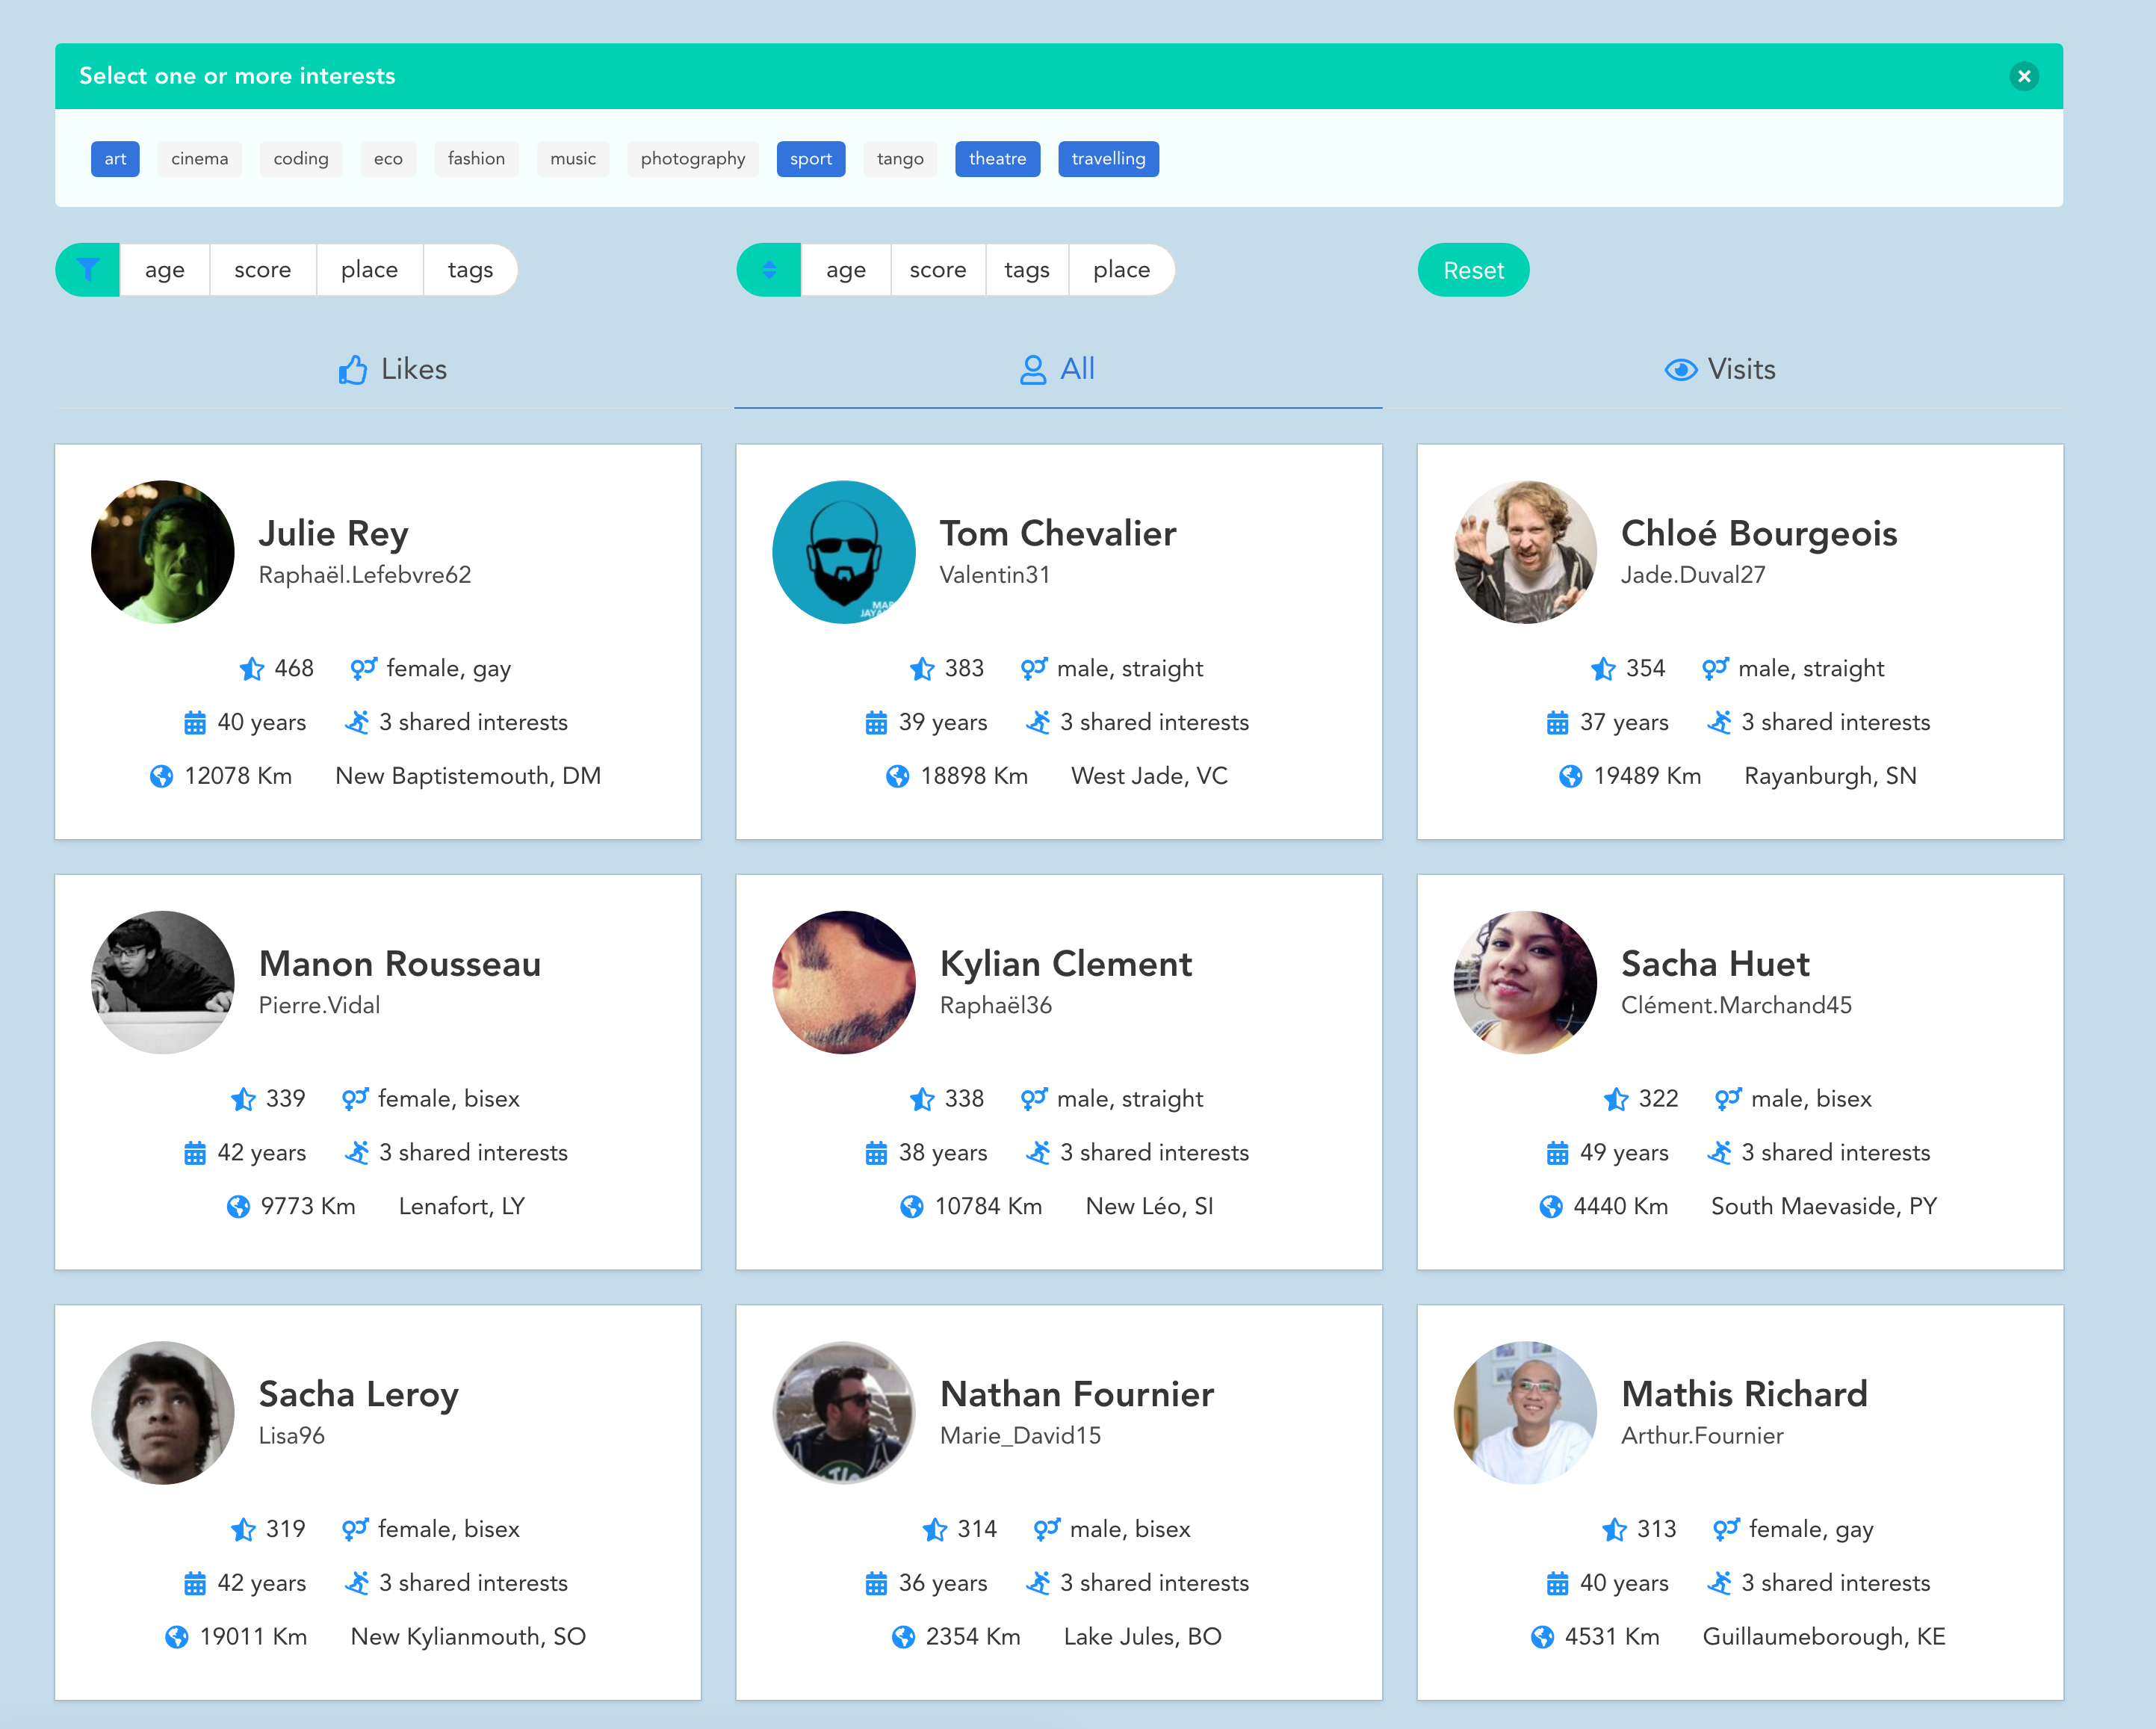 Select one or more interests
art cinema coding eco fashion music photography sport tango theatre travelling
age score place tags
age score tags place
Reset
Likes
All
Visits
Julie Rey
Raphaël.Lefebvre62
468 female, gay
40 years 3 shared interests
12078 Km New Baptistemouth, DM
Tom Chevalier
Valentin31
383 male, straight
39 years 3 shared interests
18898 Km West Jade, VC
Chloé Bourgeois
Jade.Duval27
354 male, straight
37 years 3 shared interests
19489 Km Rayanburgh, SN
Manon Rousseau
Pierre.Vidal
339 female, bisex
42 years 3 shared interests
9773 Km Lenafort, LY
Kylian Clement
Raphaël36
338 male, straight
38 years 3 shared interests
10784 Km New Léo, SI
Sacha Huet
Clément.Marchand45
322 male, bisex
49 years 3 shared interests
4440 Km South Maevaside, PY
Sacha Leroy
Lisa96
319 female, bisex
42 years 3 shared interests
19011 Km New Kylianmouth, SO
Nathan Fournier
Marie_David15
314 male, bisex
36 years 3 shared interests
2354 Km Lake Jules, BO
Mathis Richard
Arthur.Fournier
313 female, gay
40 years 3 shared interests
4531 Km Guillaumeborough, KE